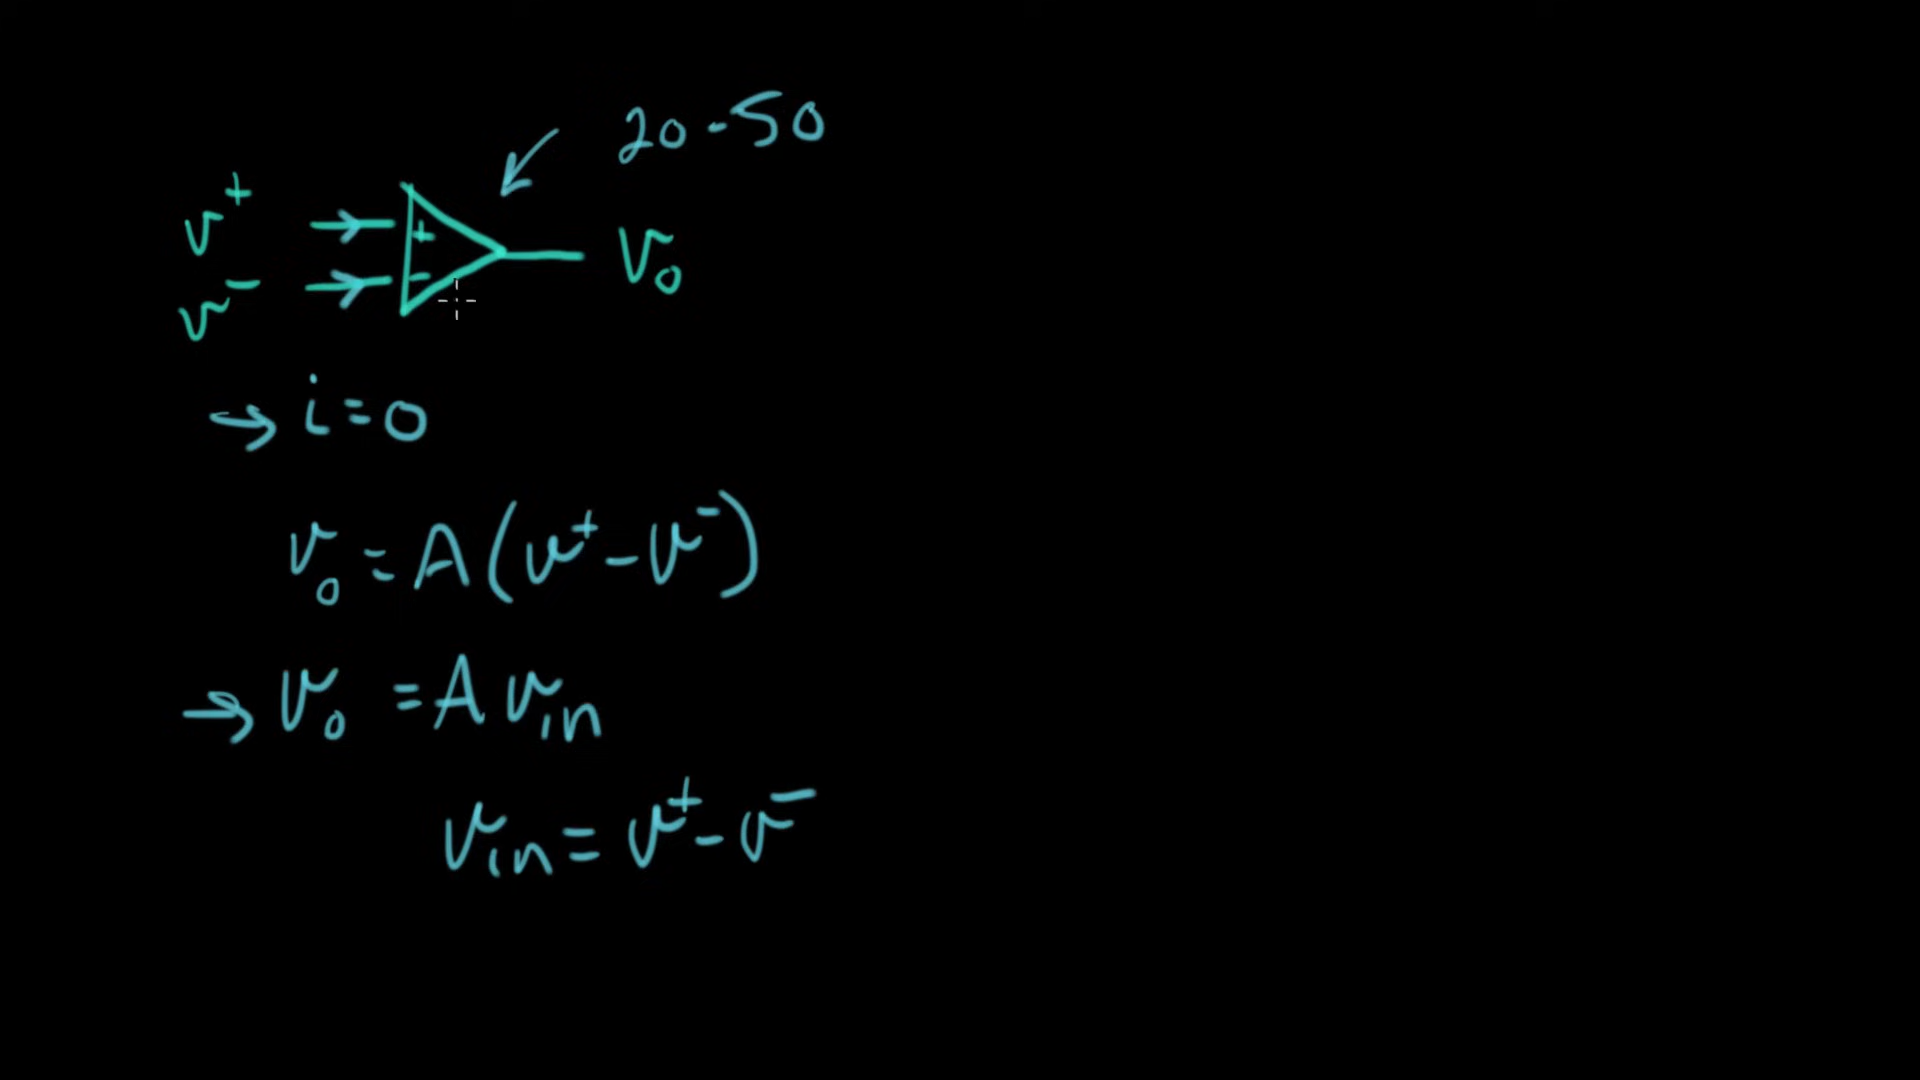 20-50
v⁺
+
v⁻
-
V₀
→ i=0
v₀ = A(v⁺-v⁻)
→ v₀ = A vᵢₙ
vᵢₙ = v⁺-v⁻